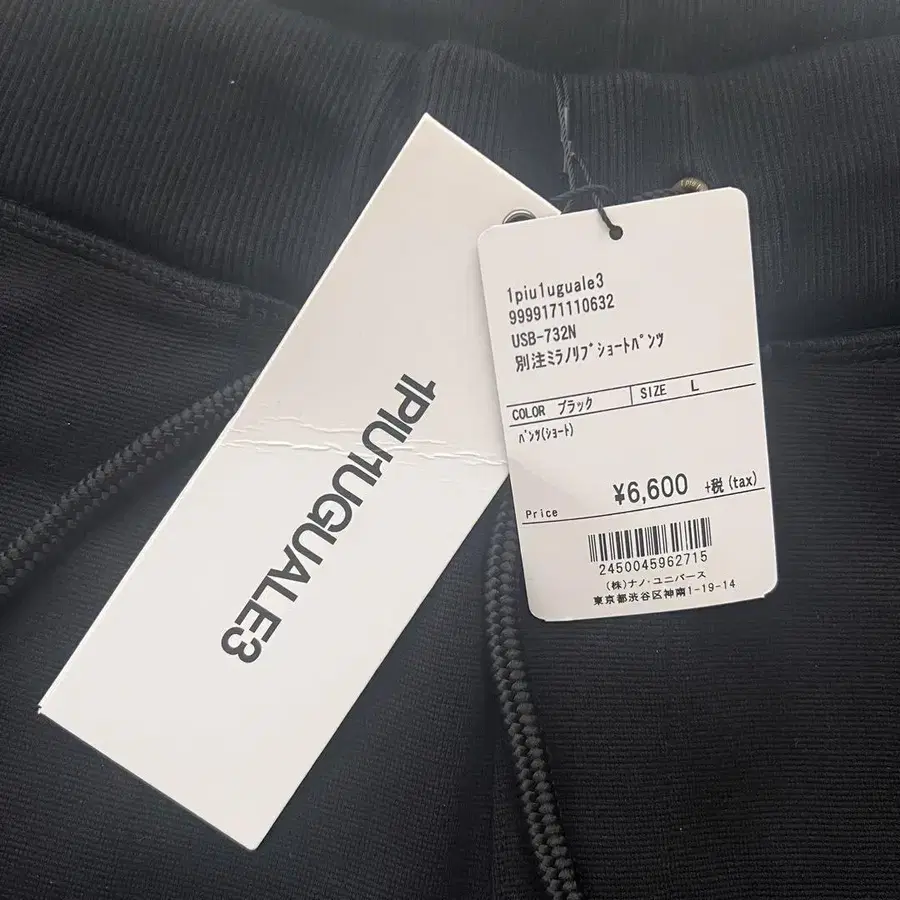 1PIU1UGUALE3
1piu1uguale3
9999171110632
USB-732N
別注ﾐﾗﾉﾘﾌﾞｼｮｰﾄﾊﾟﾝﾂ
COLOR ブラック SIZE L
ﾊﾟﾝﾂ(ｼｮｰﾄ)
Price ¥6,600 +税(tax)
2450045962715
(株)ナノ・ユニバース
東京都渋谷区神南1-19-14